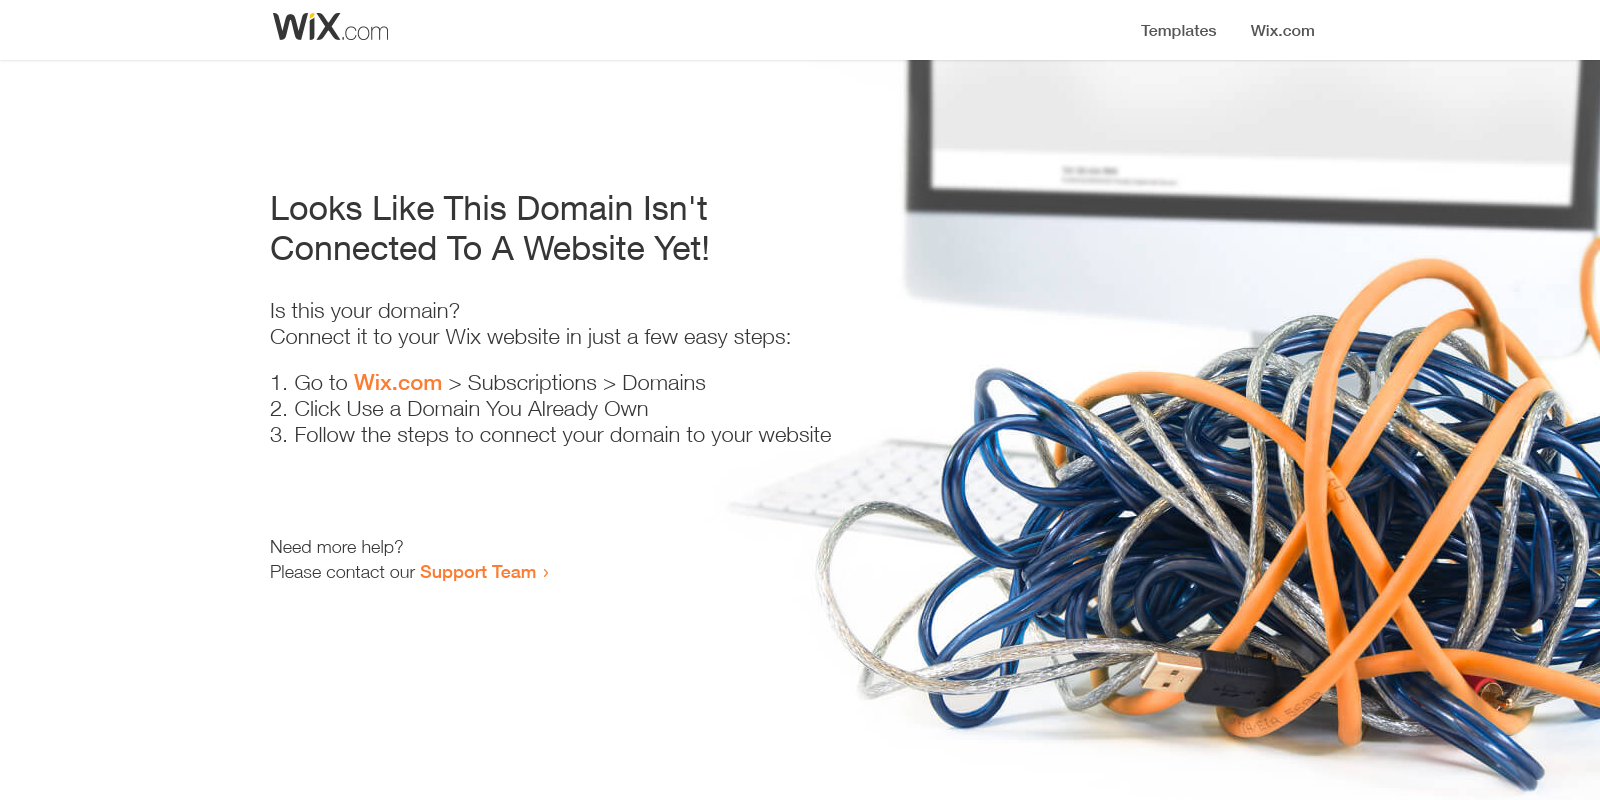 WiX.com
Templates
Wix.com
Looks Like This Domain Isn't
Connected To A Website Yet!
Is this your domain?
Connect it to your Wix website in just a few easy steps:
1. Go to Wix.com > Subscriptions > Domains
2. Click Use a Domain You Already Own
3. Follow the steps to connect your domain to your website
Need more help?
Please contact our Support Team ›